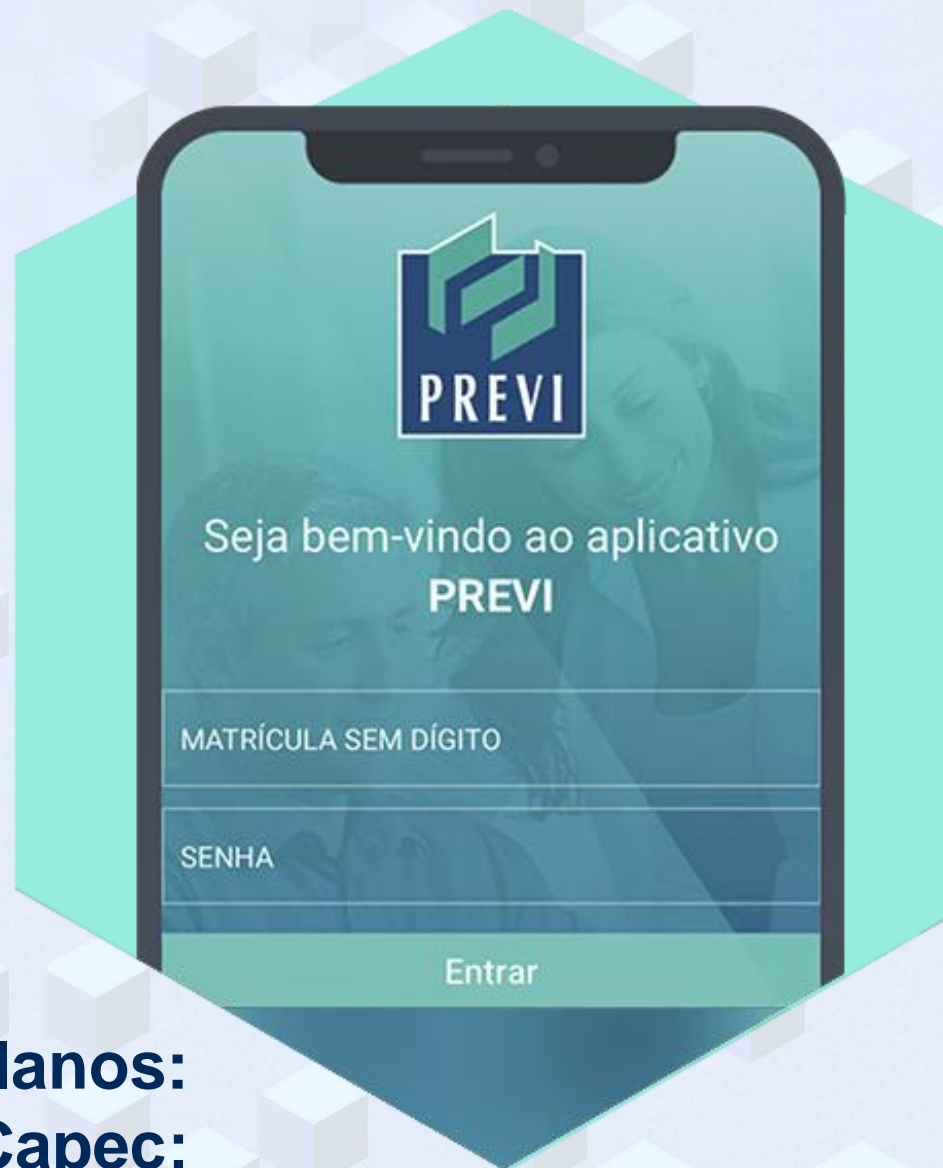 PREVI
Seja bem-vindo ao aplicativo
PREVI
MATRÍCULA SEM DÍGITO
SENHA
Entrar
lanos:
Capec: